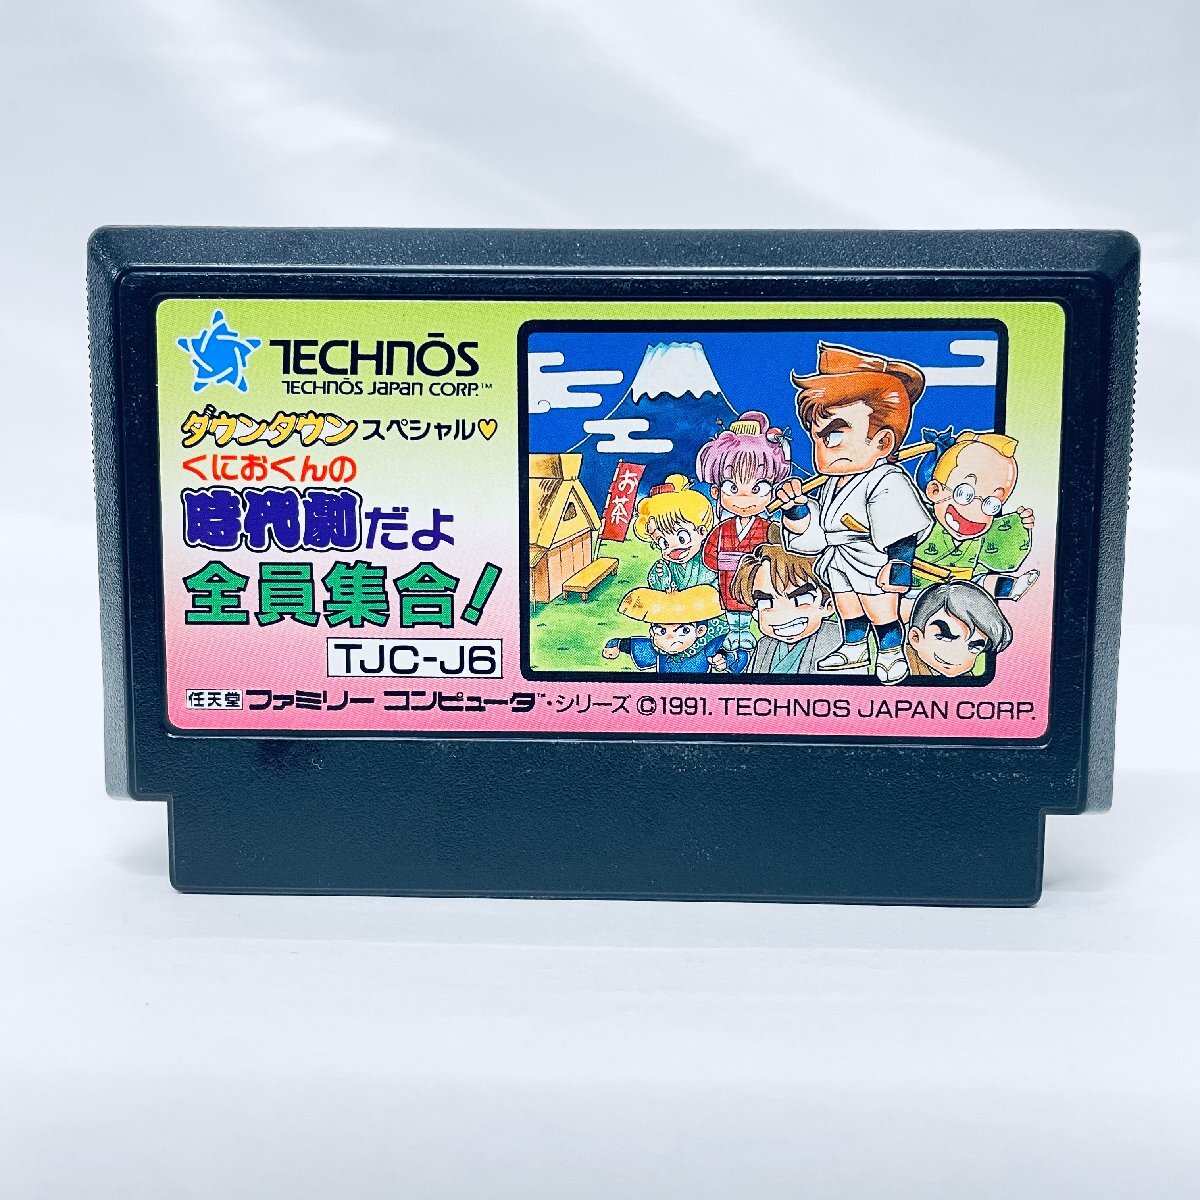 TECHNŌS
TECHNŌS JAPAN CORP.™
ダウンタウン スペシャル♥
くにおくんの
時代劇だよ
全員集合!
TJC-J6
お茶
任天堂 ファミリー コンピュータ™・シリーズ ©1991. TECHNOS JAPAN CORP.